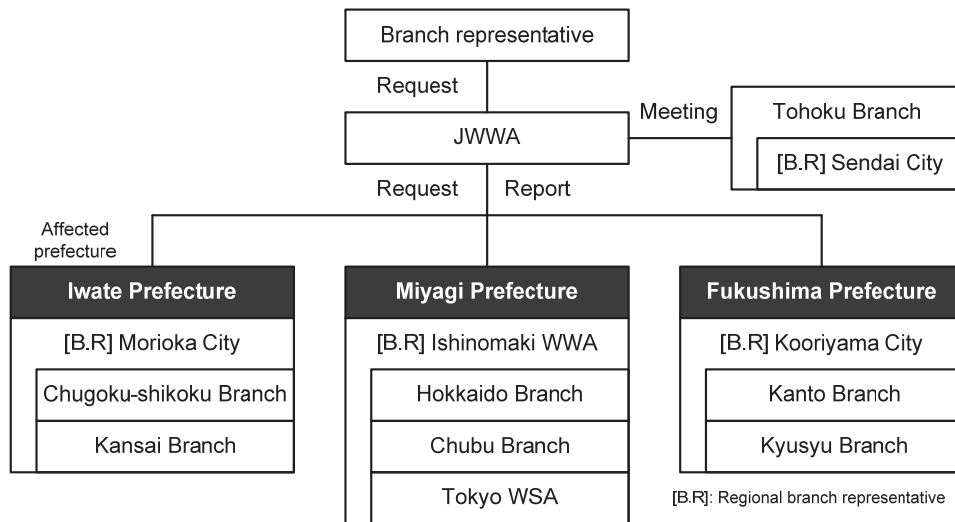 Branch representative
Request
Meeting
JWWA
Tohoku Branch
[B.R] Sendai City
Request
Report
Affected
prefecture
Iwate Prefecture
[B.R] Morioka City
Chugoku-shikoku Branch
Kansai Branch
Miyagi Prefecture
[B.R] Ishinomaki WWA
Hokkaido Branch
Chubu Branch
Tokyo WSA
Fukushima Prefecture
[B.R] Kooriyama City
Kanto Branch
Kyusyu Branch
[B.R]: Regional branch representative